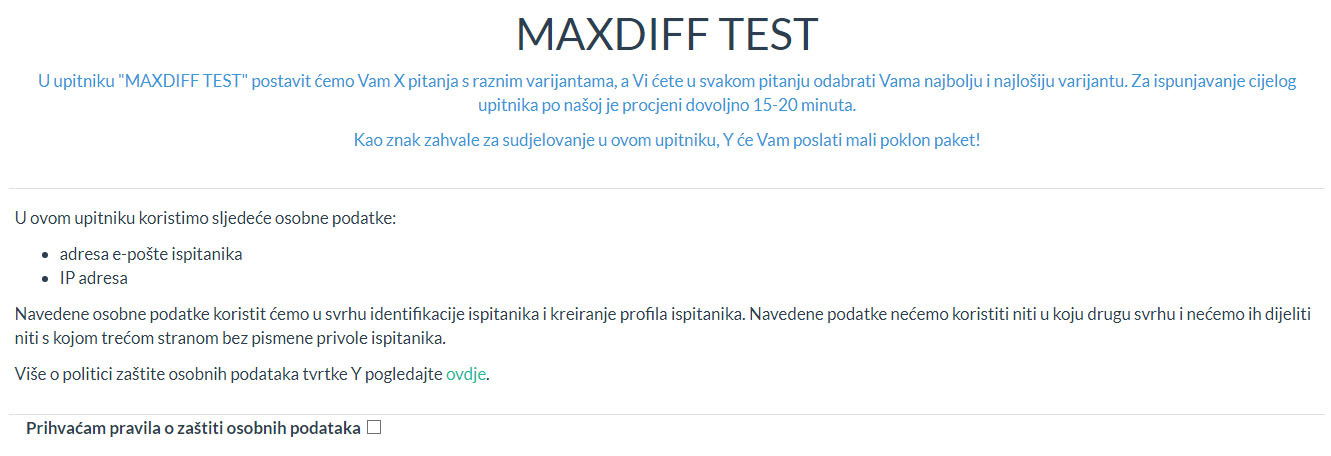 MAXDIFF TEST
U upitniku "MAXDIFF TEST" postavit ćemo Vam X pitanja s raznim varijantama, a Vi ćete u svakom pitanju odabrati Vama najbolju i najlošiju varijantu. Za ispunjavanje cijelog
upitnika po našoj je procjeni dovoljno 15-20 minuta.
Kao znak zahvale za sudjelovanje u ovom upitniku, Y će Vam poslati mali poklon paket!
U ovom upitniku koristimo sljedeće osobne podatke:
• adresa e-pošte ispitanika
• IP adresa
Navedene osobne podatke koristit ćemo u svrhu identifikacije ispitanika i kreiranje profila ispitanika. Navedene podatke nećemo koristiti niti u koju drugu svrhu i nećemo ih dijeliti
niti s kojom trećom stranom bez pismene privole ispitanika.
Više o politici zaštite osobnih podataka tvrtke Y pogledajte ovdje.
Prihvaćam pravila o zaštiti osobnih podataka